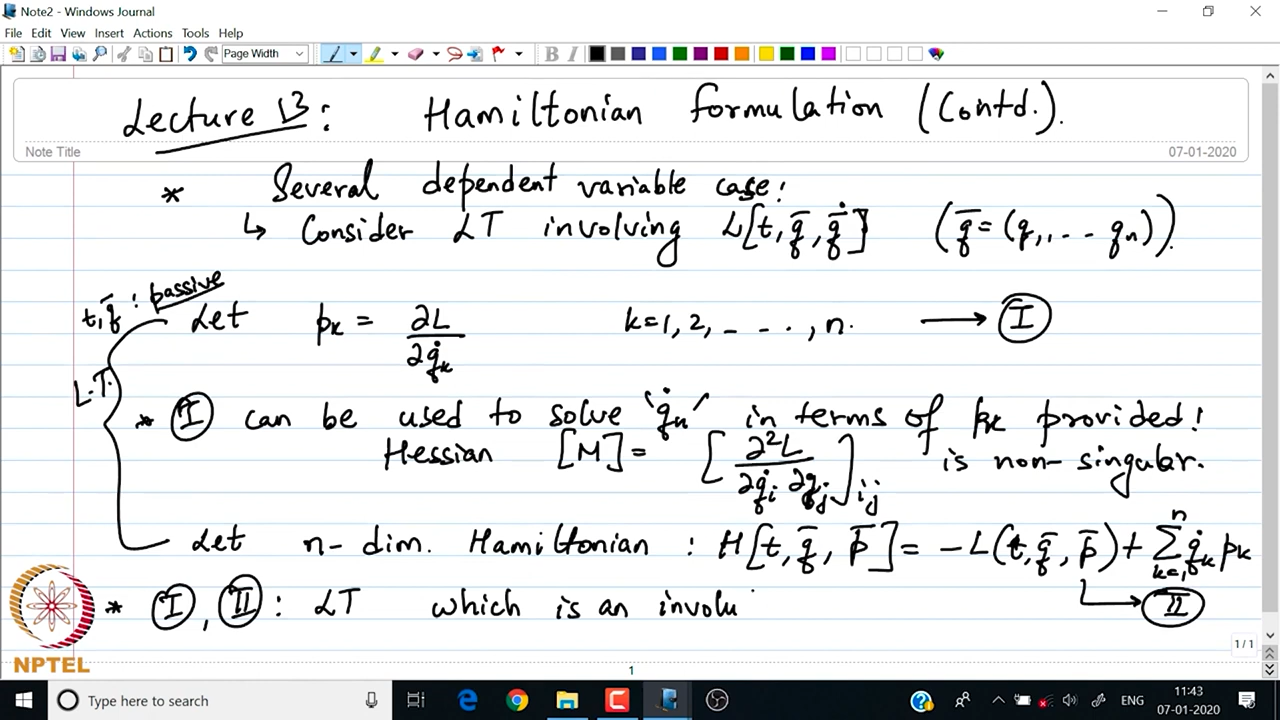 Note2 - Windows Journal
File Edit View Insert Actions Tools Help
Page Width
B I
Lecture 13: Hamiltonian formulation (Contd.).
Note Title
07-01-2020
* Several dependent variable case:
↳ Consider LT involving L[t, q̅, q̅̇] (q̅ = (q₁, ... qₙ)).
t, q̅ : passive
Let pₖ = ∂L/∂q̇ₖ k=1, 2, - - - ., n. → I
L.T.
* I can be used to solve 'q̇ₖ' in terms of pₖ provided!
Hessian [M] = [∂²L/∂q̇ᵢ ∂q̇ⱼ]ᵢⱼ is non-singular.
Let n-dim. Hamiltonian : H[t, q̅, p̅] = -L(t, q̅, p̅) + Σₖ₌₁ⁿ q̇ₖ pₖ
→ II
* I, II : LT which is an involu
NPTEL
1/1
1
Type here to search
ENG
11:43
07-01-2020